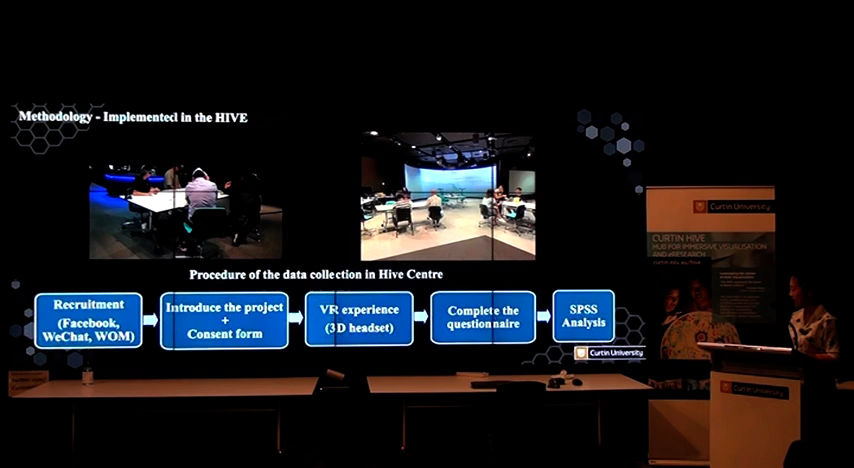 Methodology - Implemented in the HIVE
Procedure of the data collection in Hive Centre
Recruitment
(Facebook,
WeChat, WOM)
Introduce the project
+
Consent form
VR experience
(3D headset)
Complete the
questionnaire
SPSS
Analysis
Curtin University
Curtin University
CURTIN HIVE
HUB FOR IMMERSIVE VISUALISATION
AND eRESEARCH
Curtin University